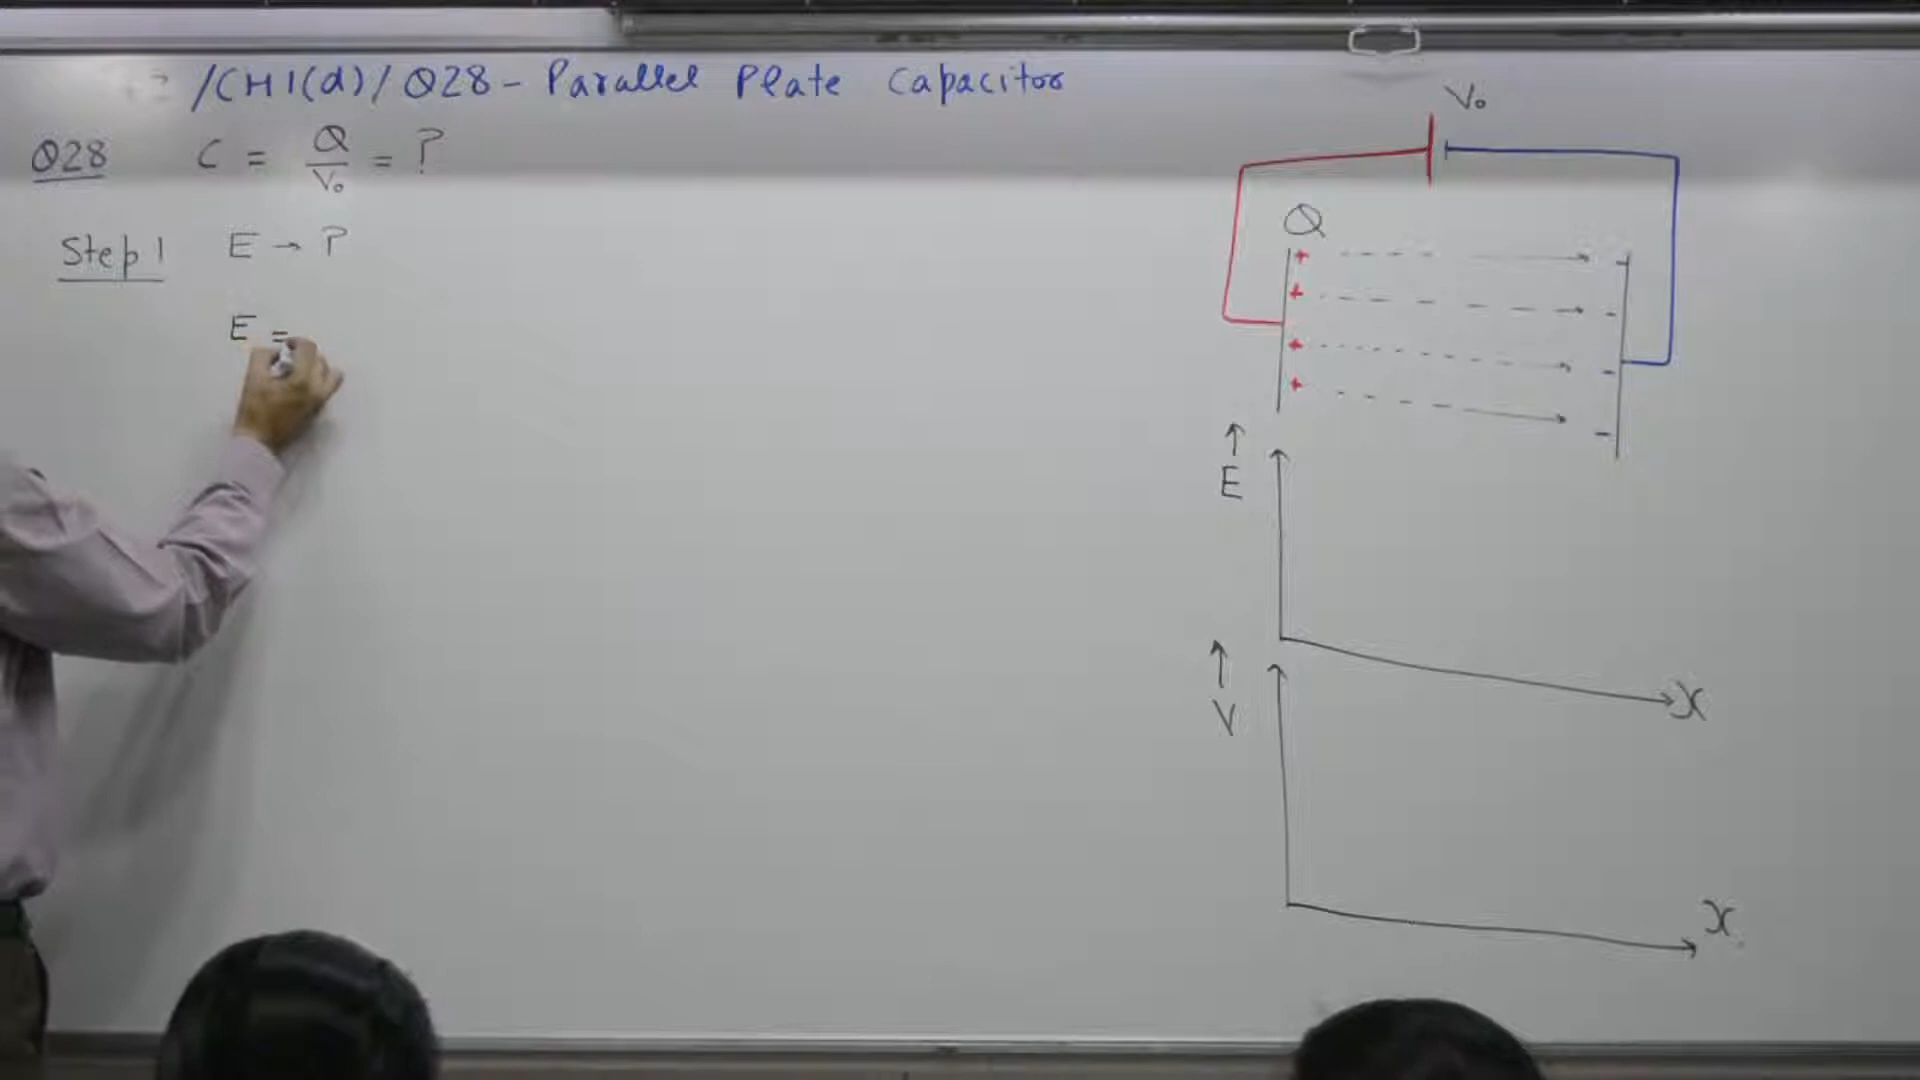 /CH1(d)/Q28 - Parallel Plate Capacitor
Q28 C = Q/V₀ = ?
Step 1 E → ?
E =
V₀
Q
+ -
+ -
+ -
+ -
↑
E
X
↑
V
X